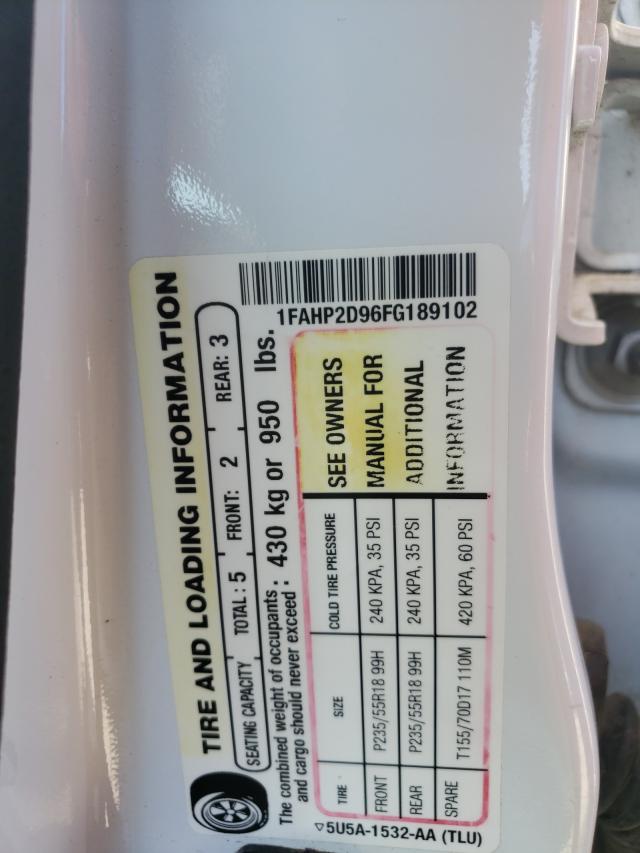 1FAHP2D96FG189102
TIRE AND LOADING INFORMATION
SEATING CAPACITY TOTAL: 5 FRONT: 2 REAR: 3
The combined weight of occupants
and cargo should never exceed: 430 kg or 950 lbs.
TIRE SIZE COLD TIRE PRESSURE
FRONT P235/55R18 99H 240 KPA, 35 PSI
REAR P235/55R18 99H 240 KPA, 35 PSI
SPARE T155/70D17 110M 420 KPA, 60 PSI
SEE OWNERS
MANUAL FOR
ADDITIONAL
INFORMATION
▽5U5A-1532-AA (TLU)